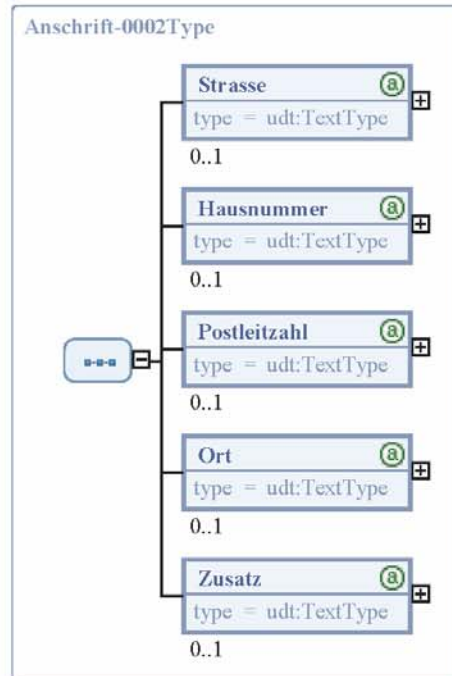 Anschrift-0002Type
Strasse
type = udt:TextType
0..1
Hausnummer
type = udt:TextType
0..1
Postleitzahl
type = udt:TextType
0..1
Ort
type = udt:TextType
0..1
Zusatz
type = udt:TextType
0..1